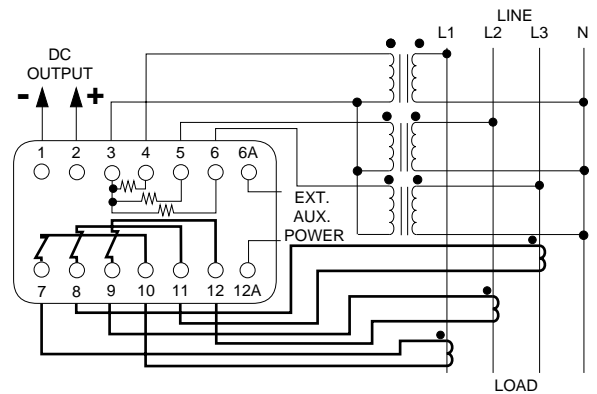 LINE
L1 L2 L3 N
DC
OUTPUT
- +
1 2 3 4 5 6 6A
EXT.
AUX.
POWER
7 8 9 10 11 12 12A
LOAD